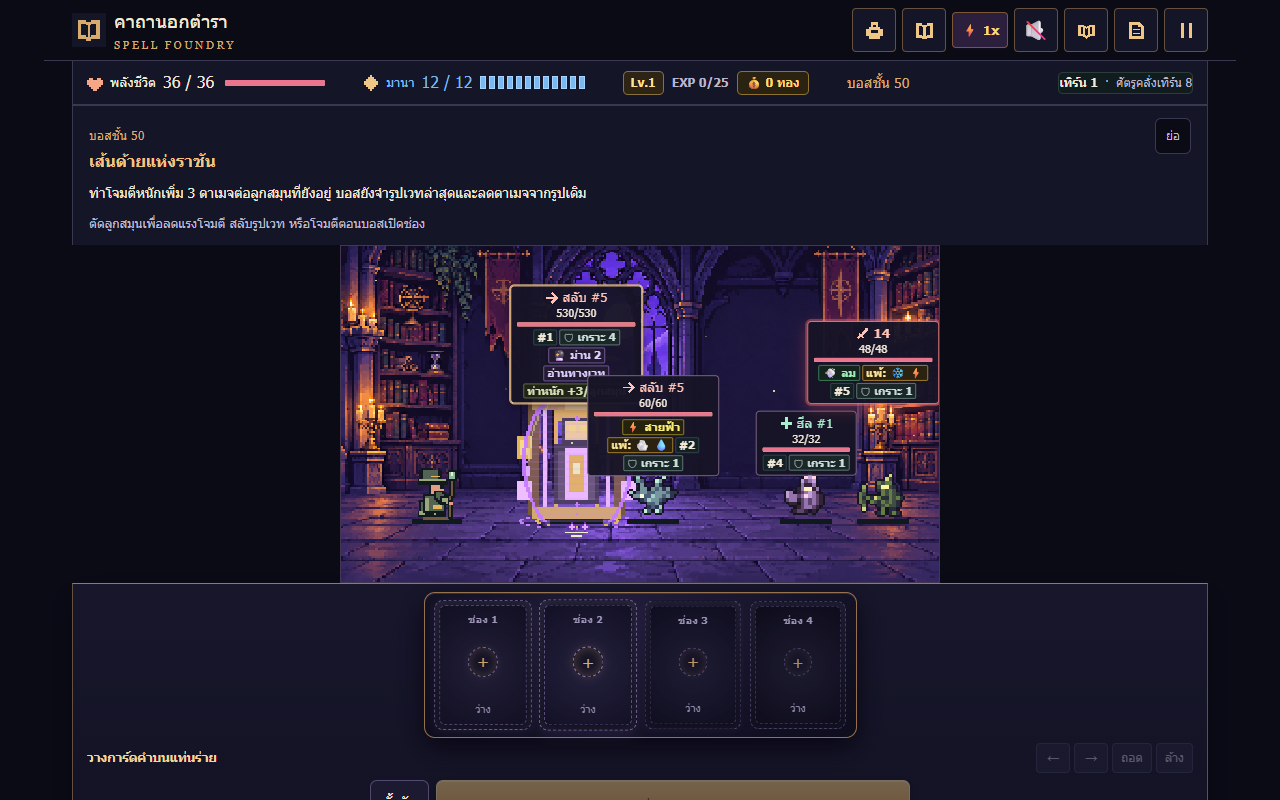 คาถานอกตำรา
SPELL FOUNDRY
1x
พลังชีวิต 36 / 36
มานา 12 / 12
Lv.1 EXP 0/25 0 ทอง
บอสชั้น 50
เทิร์น 1 · ศัตรูคลั่งเทิร์น 8
บอสชั้น 50
ย่อ
เส้นด้ายแห่งราชัน
ท่าโจมตีหนักเพิ่ม 3 ดาเมจต่อลูกสมุนที่ยังอยู่ บอสยังจำรูปเวทล่าสุดและลดดาเมจจากรูปเดิม
ตัดลูกสมุนเพื่อลดแรงโจมตี สลับรูปเวท หรือโจมตีตอนบอสเปิดช่อง
→ สลับ #5
530/530
#1 เกราะ 4
ม่าน 2
อ่านทางเวท
ท่าหนัก +3/
→ สลับ #5
60/60
สายฟ้า
แพ้: #2
เกราะ 1
ฮีล #1
32/32
#4 เกราะ 1
14
48/48
ลม แพ้:
#5 เกราะ 1
ช่อง 1 ช่อง 2 ช่อง 3 ช่อง 4
+ + + +
ว่าง ว่าง ว่าง ว่าง
วางการ์ดคำบนแท่นร่าย
← → ถอด ล้าง